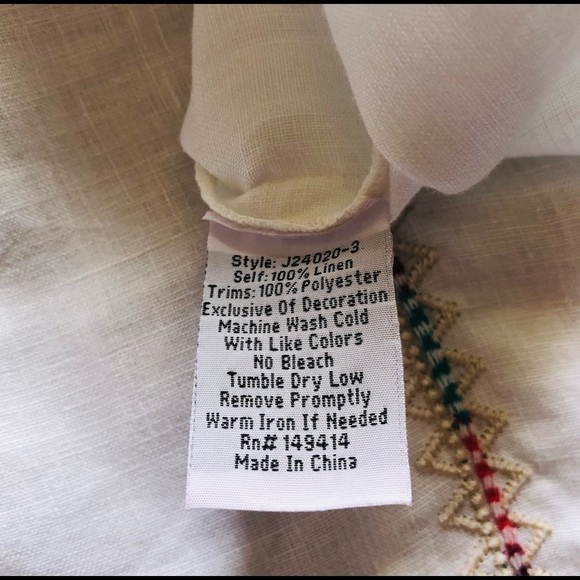 Style: J24020-3
Self: 100% Linen
Trims: 100% Polyester
Exclusive Of Decoration
Machine Wash Cold
With Like Colors
No Bleach
Tumble Dry Low
Remove Promptly
Warm Iron If Needed
Rn# 149414
Made In China